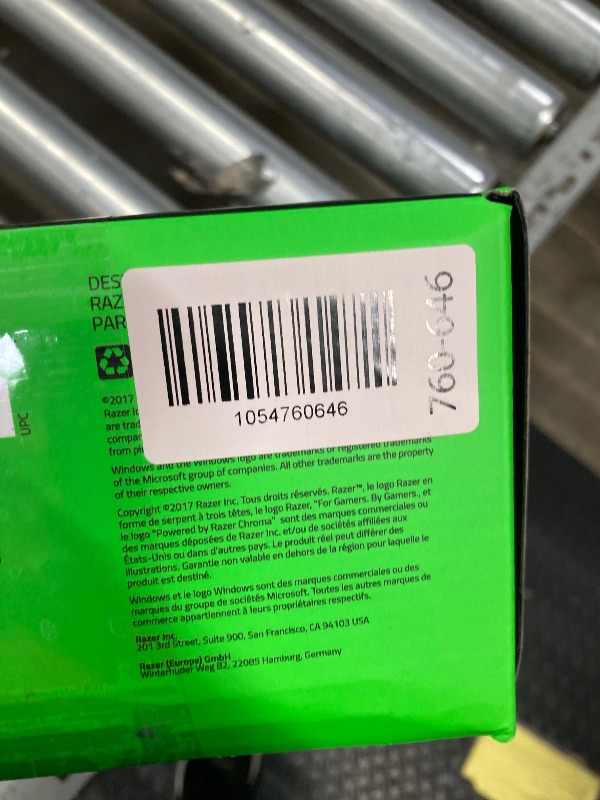 DES
RAZ
PAR
1054760646
760-646
UPC
©2017
Razer
are trad
compar
from
Windows and the Windows logo are trademarks or registered trademarks
of the Microsoft group of companies. All other trademarks are the property
of their respective owners.
Copyright ©2017 Razer Inc. Tous droits réservés. Razer™, le logo Razer en
forme de serpent à trois têtes, le logo Razer, "For Gamers. By Gamers., et
le logo "Powered by Razer Chroma" sont des marques commerciales ou
des marques déposées de Razer Inc. et/ou de sociétés affiliées aux
États-Unis ou dans d'autres pays. Le produit réel peut différer des
illustrations. Garantie non valable en dehors de la région pour laquelle le
produit est destiné.
Windows et le logo Windows sont des marques commerciales ou des
marques du groupe de sociétés Microsoft. Toutes les autres marques de
commerce appartiennent à leurs propriétaires respectifs.
Razer Inc.
201 3rd Street, Suite 900, San Francisco, CA 94103 USA
Razer (Europe) GmbH
Winterhuder Weg 82, 22085 Hamburg, Germany